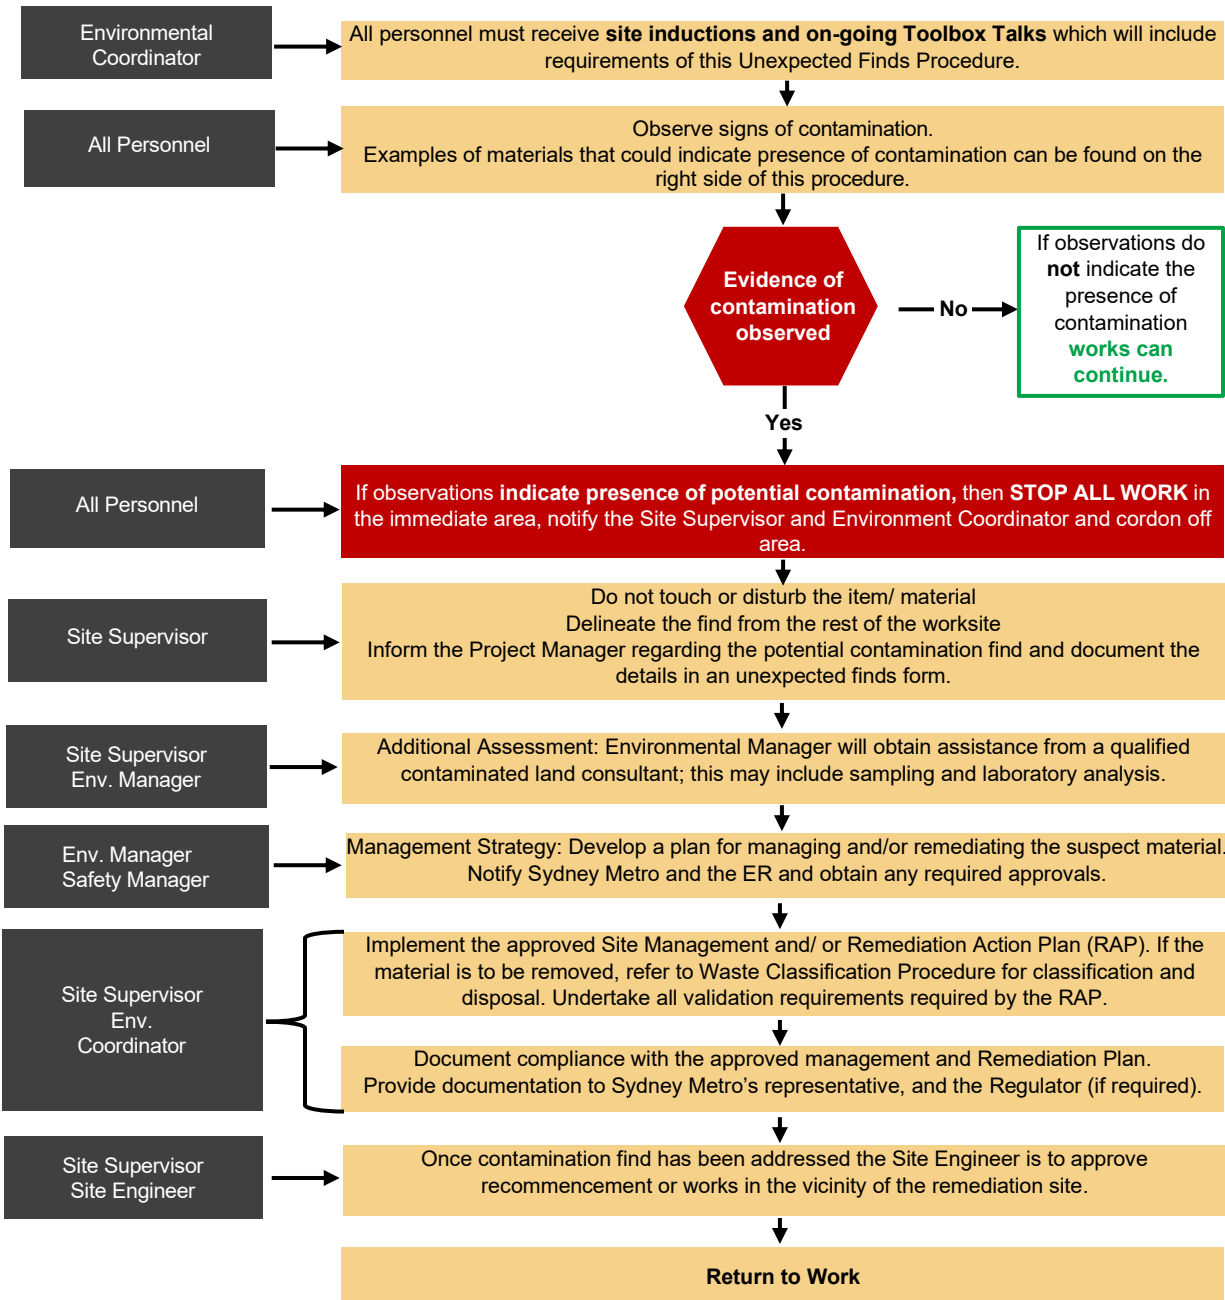 Environmental
Coordinator
All personnel must receive site inductions and on-going Toolbox Talks which will include
requirements of this Unexpected Finds Procedure.
All Personnel
Observe signs of contamination.
Examples of materials that could indicate presence of contamination can be found on the
right side of this procedure.
Evidence of
contamination
observed
No
If observations do
not indicate the
presence of
contamination
works can
continue.
Yes
All Personnel
If observations indicate presence of potential contamination, then STOP ALL WORK in
the immediate area, notify the Site Supervisor and Environment Coordinator and cordon off
area.
Site Supervisor
Do not touch or disturb the item/ material
Delineate the find from the rest of the worksite
Inform the Project Manager regarding the potential contamination find and document the
details in an unexpected finds form.
Site Supervisor
Env. Manager
Additional Assessment: Environmental Manager will obtain assistance from a qualified
contaminated land consultant; this may include sampling and laboratory analysis.
Env. Manager
Safety Manager
Management Strategy: Develop a plan for managing and/or remediating the suspect material.
Notify Sydney Metro and the ER and obtain any required approvals.
Site Supervisor
Env.
Coordinator
Implement the approved Site Management and/ or Remediation Action Plan (RAP). If the
material is to be removed, refer to Waste Classification Procedure for classification and
disposal. Undertake all validation requirements required by the RAP.
Document compliance with the approved management and Remediation Plan.
Provide documentation to Sydney Metro's representative, and the Regulator (if required).
Site Supervisor
Site Engineer
Once contamination find has been addressed the Site Engineer is to approve
recommencement or works in the vicinity of the remediation site.
Return to Work